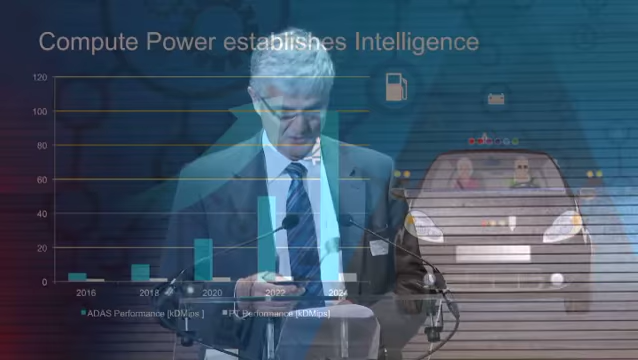 Compute Power establishes Intelligence
120
100
80
60
40
20
0
2016 2018 2020 2022 2024
ADAS Performance [kDMips ] PT Performance [kDMips]